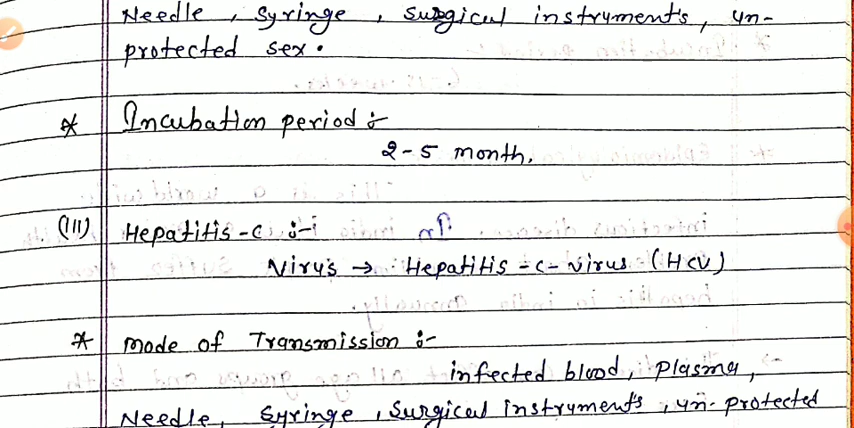 Needle, Syringe, Surgical instruments, un-
protected sex.
* Incubation period :-
2-5 month.
(III) Hepatitis -C :-
Virus → Hepatitis -C- Virus (HCV)
* mode of Transmission :-
infected blood, Plasma,
Needle, Syringe, Surgical instruments, un-protected